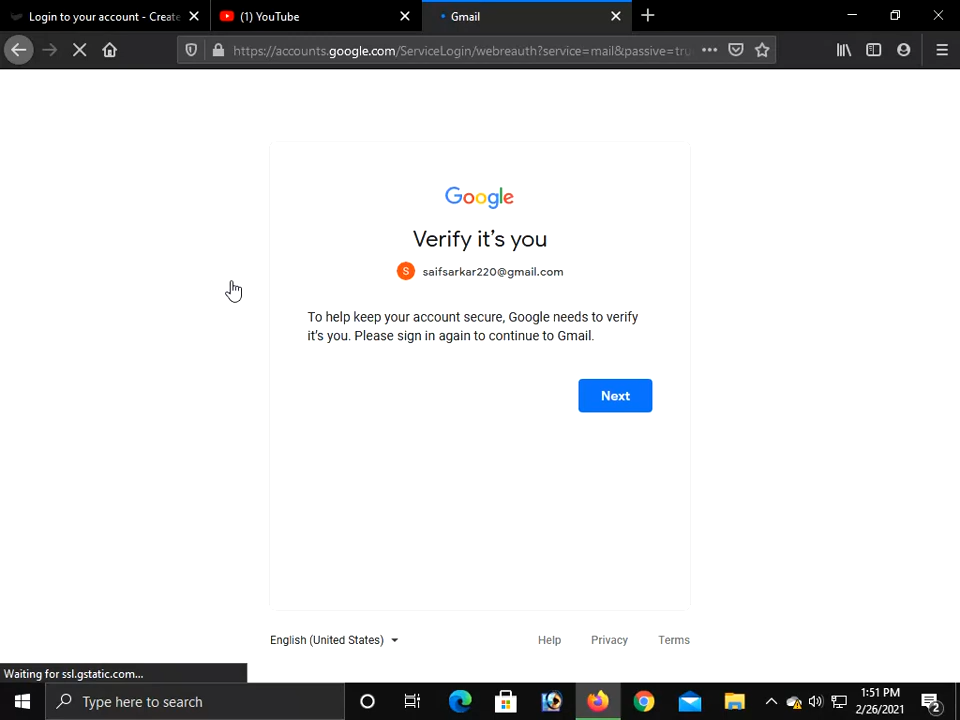 Login to your account - Create
(1) YouTube
Gmail
https://accounts.google.com/ServiceLogin/webreauth?service=mail&passive=tru
Google
Verify it's you
S
saifsarkar220@gmail.com
To help keep your account secure, Google needs to verify
it's you. Please sign in again to continue to Gmail.
Next
English (United States)
Help
Privacy
Terms
Waiting for ssl.gstatic.com...
Type here to search
1:51 PM
2/26/2021
2